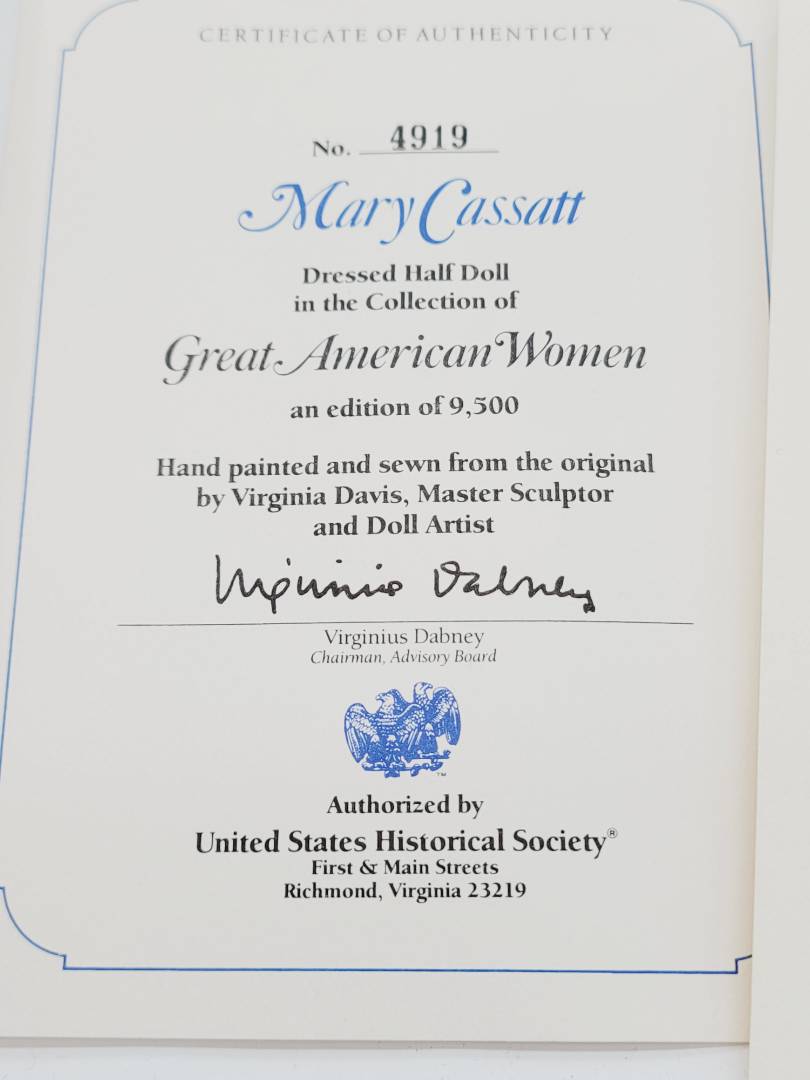 CERTIFICATE OF AUTHENTICITY
No. 4919
Mary Cassatt
Dressed Half Doll
in the Collection of
Great American Women
an edition of 9,500
Hand painted and sewn from the original
by Virginia Davis, Master Sculptor
and Doll Artist
Virginius Dabney
Virginius Dabney
Chairman, Advisory Board
TM
Authorized by
United States Historical Society®
First & Main Streets
Richmond, Virginia 23219